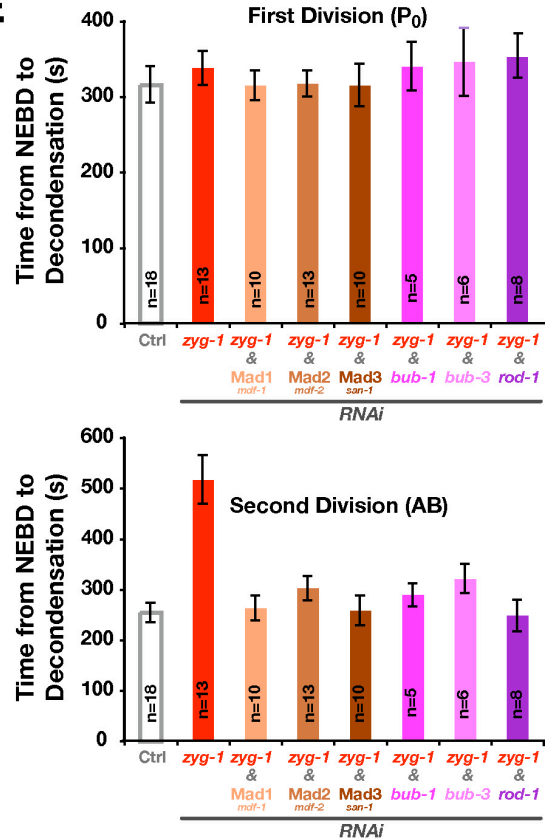 First Division (P0)
Time from NEBD to
Decondensation (s)
400
300
200
100
0
n=18
n=13
n=10
n=13
n=10
n=5
n=6
n=8
Ctrl zyg-1 zyg-1 zyg-1 zyg-1 zyg-1 zyg-1 zyg-1
& & & & & &
Mad1 Mad2 Mad3 bub-1 bub-3 rod-1
mdf-1 mdf-2 san-1
RNAi
Second Division (AB)
Time from NEBD to
Decondensation (s)
600
500
400
300
200
100
0
n=18
n=13
n=10
n=13
n=10
n=5
n=6
n=8
Ctrl zyg-1 zyg-1 zyg-1 zyg-1 zyg-1 zyg-1 zyg-1
& & & & & &
Mad1 Mad2 Mad3 bub-1 bub-3 rod-1
mdf-1 mdf-2 san-1
RNAi